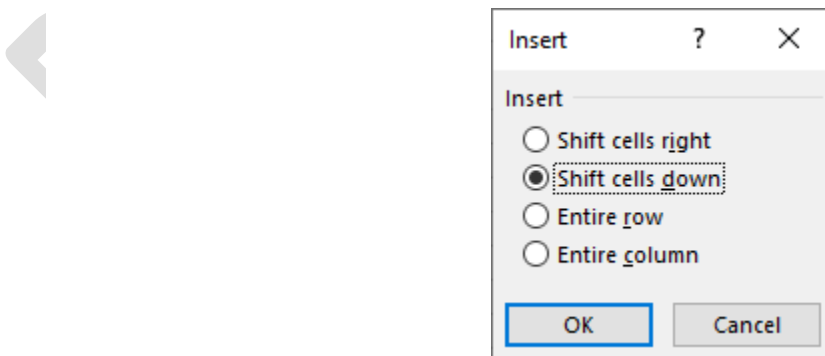 Insert ? ×
Insert
Shift cells right
Shift cells down
Entire row
Entire column
OK Cancel